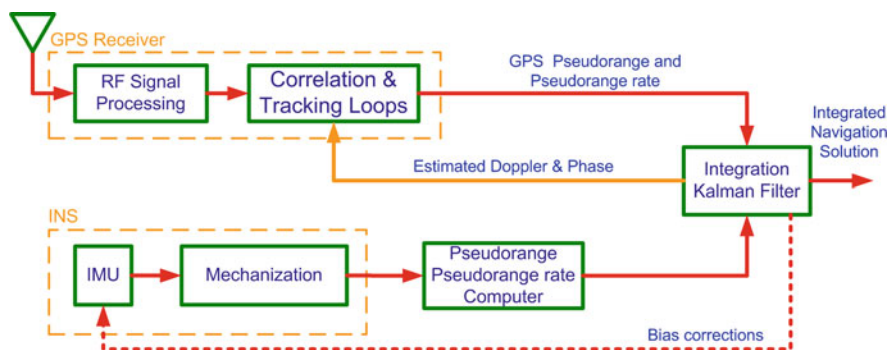 GPS Receiver
RF Signal
Processing
Correlation &
Tracking Loops
GPS Pseudorange and
Pseudorange rate
Integrated
Navigation
Solution
Estimated Doppler & Phase
Integration
Kalman Filter
INS
IMU
Mechanization
Pseudorange
Pseudorange rate
Computer
Bias corrections